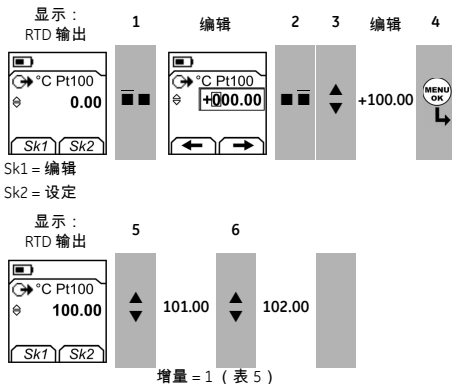 显示：
RTD 输出
1
编辑
2
3
编辑
4
°C Pt100
0.00
Sk1 Sk2
°C Pt100
+000.00
+100.00
MENU
OK
Sk1 = 编辑
Sk2 = 设定
显示：
RTD 输出
5
6
°C Pt100
100.00
Sk1 Sk2
101.00
102.00
增量 = 1 （表 5）